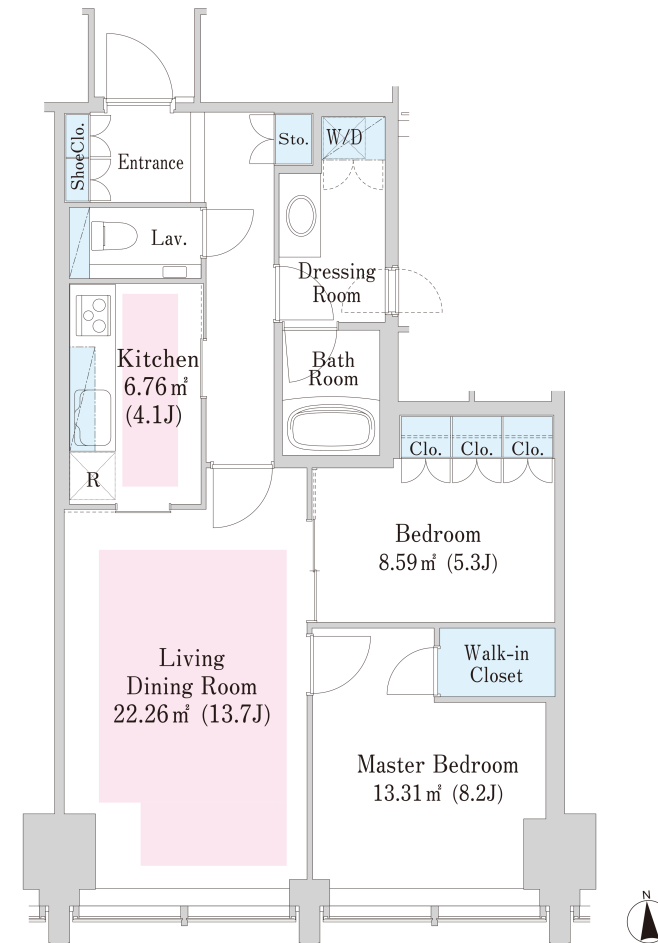 ShoeClo.
Entrance
Sto.
W/D
Lav.
Dressing
Room
Kitchen
6.76㎡
(4.1J)
Bath
Room
R
Clo.
Clo.
Clo.
Bedroom
8.59㎡ (5.3J)
Living
Dining Room
22.26㎡ (13.7J)
Walk-in
Closet
Master Bedroom
13.31㎡ (8.2J)
N